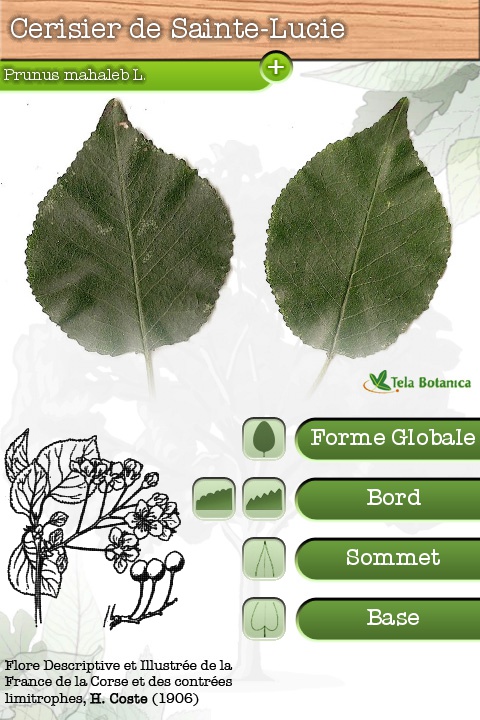 Cerisier de Sainte-Lucie
Prunus mahaleb L.
Tela Botanica
Forme Globale
Bord
Sommet
Base
Flore Descriptive et Illustrée de la
France de la Corse et des contrées
limitrophes, H. Coste (1906)